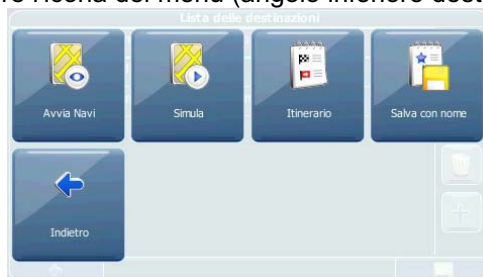 Lista delle destinazioni
Avvia Navi
Simula
Itinerario
Salva con nome
Indietro